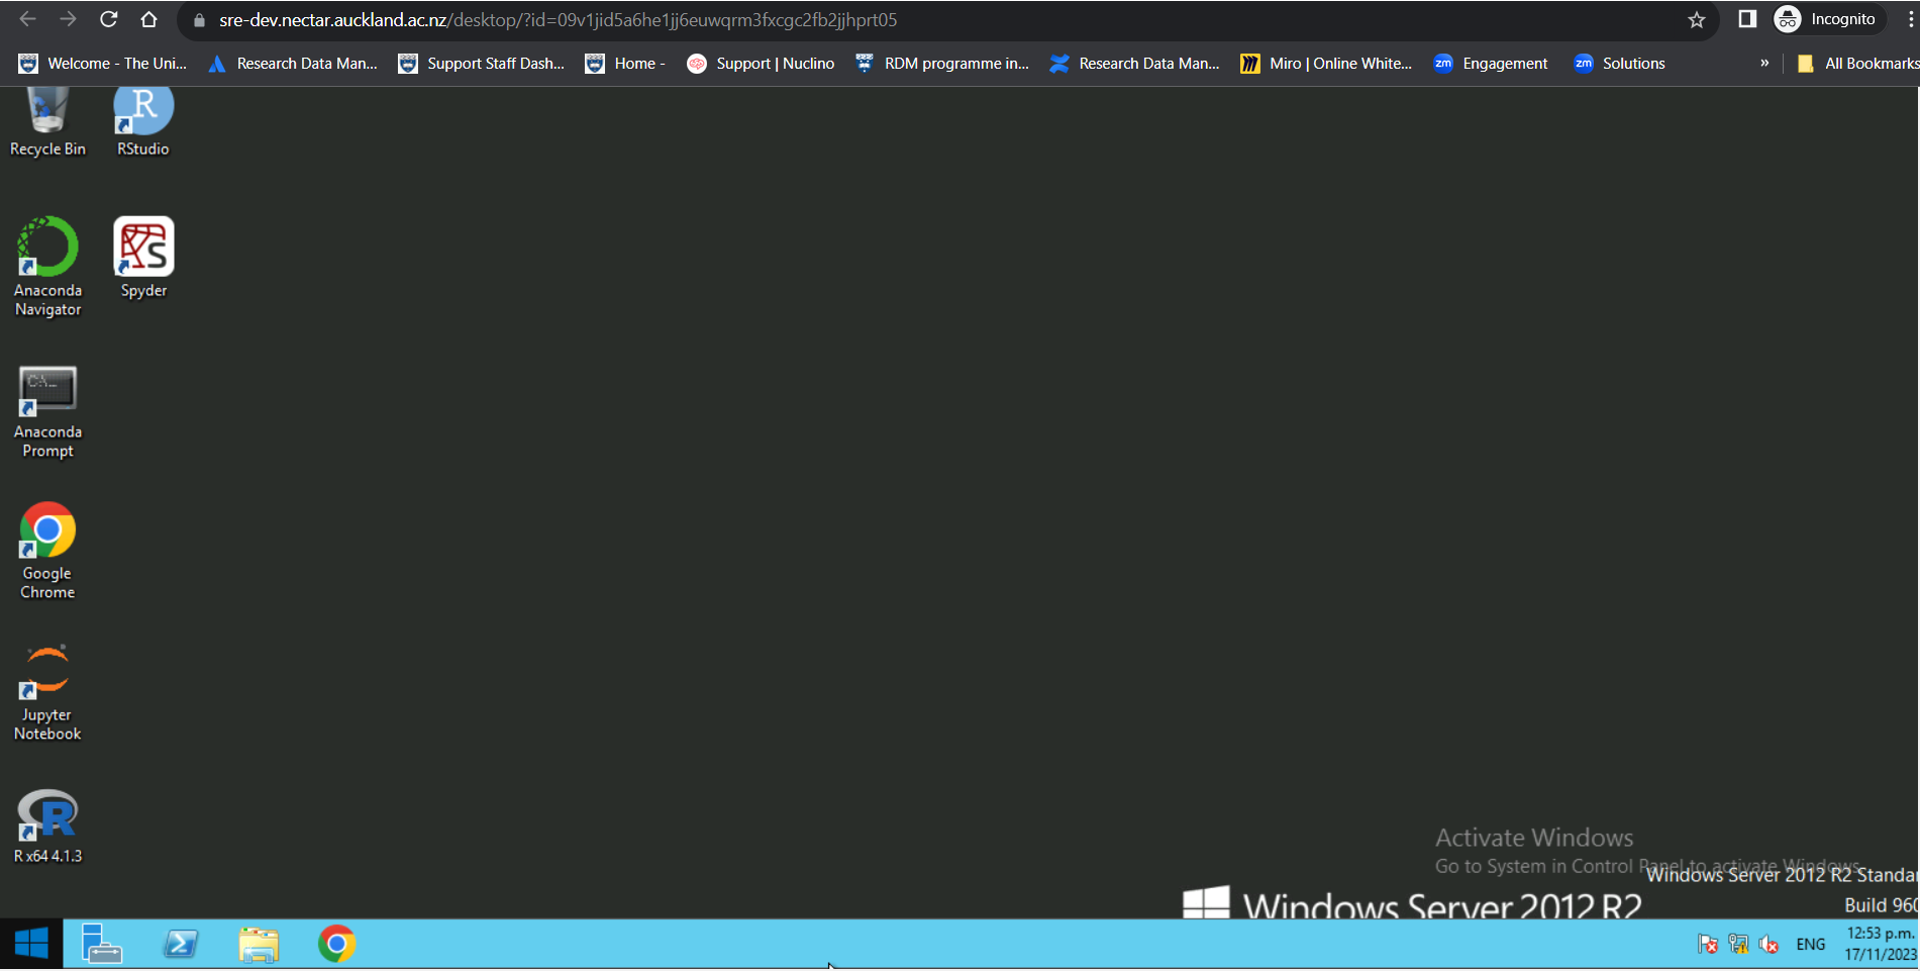 sre-dev.nectar.auckland.ac.nz/desktop/?id=09v1jid5a6he1jj6euwqrm3fxcgc2fb2jjhprt05
Incognito
Welcome - The Uni...
Research Data Man...
Support Staff Dash...
Home -
Support | Nuclino
RDM programme in...
Research Data Man...
Miro | Online White...
zm
Engagement
zm
Solutions
»
All Bookmarks
Recycle Bin
R
RStudio
Anaconda
Navigator
S
Spyder
C:\...
Anaconda
Prompt
Google
Chrome
Jupyter
Notebook
R
R x64 4.1.3
Activate Windows
Go to System in Control Panel to activate Windows.
Windows Server 2012 R2 Standar
Windows Server 2012 R2
Build 960
ENG
12:53 p.m.
17/11/2023